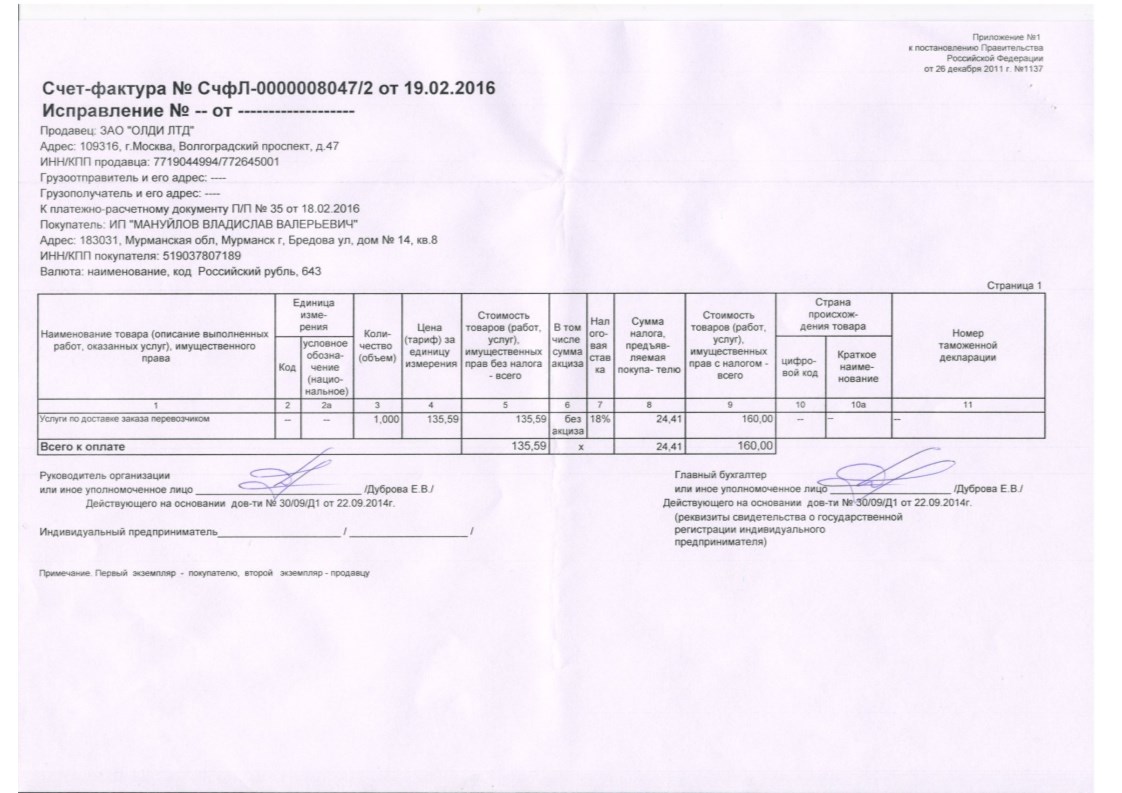 Приложение №1
к постановлению Правительства
Российской Федерации
от 26 декабря 2011 г. №1137
Счет-фактура № СчфЛ-0000008047/2 от 19.02.2016
Исправление № -- от -------------------
Продавец: ЗАО "ОЛДИ ЛТД"
Адрес: 109316, г.Москва, Волгоградский проспект, д.47
ИНН/КПП продавца: 7719044994/772645001
Грузоотправитель и его адрес: ----
Грузополучатель и его адрес: ----
К платежно-расчетному документу П/П № 35 от 18.02.2016
Покупатель: ИП "МАНУЙЛОВ ВЛАДИСЛАВ ВАЛЕРЬЕВИЧ"
Адрес: 183031, Мурманская обл, Мурманск г, Бредова ул, дом № 14, кв.8
ИНН/КПП покупателя: 519037807189
Валюта: наименование, код Российский рубль, 643
Страница 1
Наименование товара (описание выполненных
работ, оказанных услуг), имущественного
права
Единица
изме-
рения
Код
условное
обозна-
чение
(нацио-
нальное)
Коли-
чество
(объем)
Цена
(тариф) за
единицу
измерения
Стоимость
товаров (работ,
услуг),
имущественных
прав без налога
- всего
В том
числе
сумма
акциза
Нал
ого-
вая
став
ка
Сумма
налога,
предъяв-
ляемая
покупа- телю
Стоимость
товаров (работ,
услуг),
имущественных
прав с налогом -
всего
Страна
происхож-
дения товара
цифро-
вой код
Краткое
наиме-
нование
Номер
таможенной
декларации
1 2 2а 3 4 5 6 7 8 9 10 10а 11
Услуги по доставке заказа перевозчиком -- -- 1,000 135,59 135,59 без 18% 24,41 160,00 -- -- --
акциза
Всего к оплате 135,59 х 24,41 160,00
Руководитель организации
или иное уполномоченное лицо ____________________________ /Дуброва Е.В./
Действующего на основании дов-ти № 30/09/Д1 от 22.09.2014г.
Главный бухгалтер
или иное уполномоченное лицо ____________________ /Дуброва Е.В./
Действующего на основании дов-ти № 30/09/Д1 от 22.09.2014г.
(реквизиты свидетельства о государственной
регистрации индивидуального
предпринимателя)
Индивидуальный предприниматель____________________ / ____________________ /
Примечание. Первый экземпляр - покупателю, второй экземпляр - продавцу